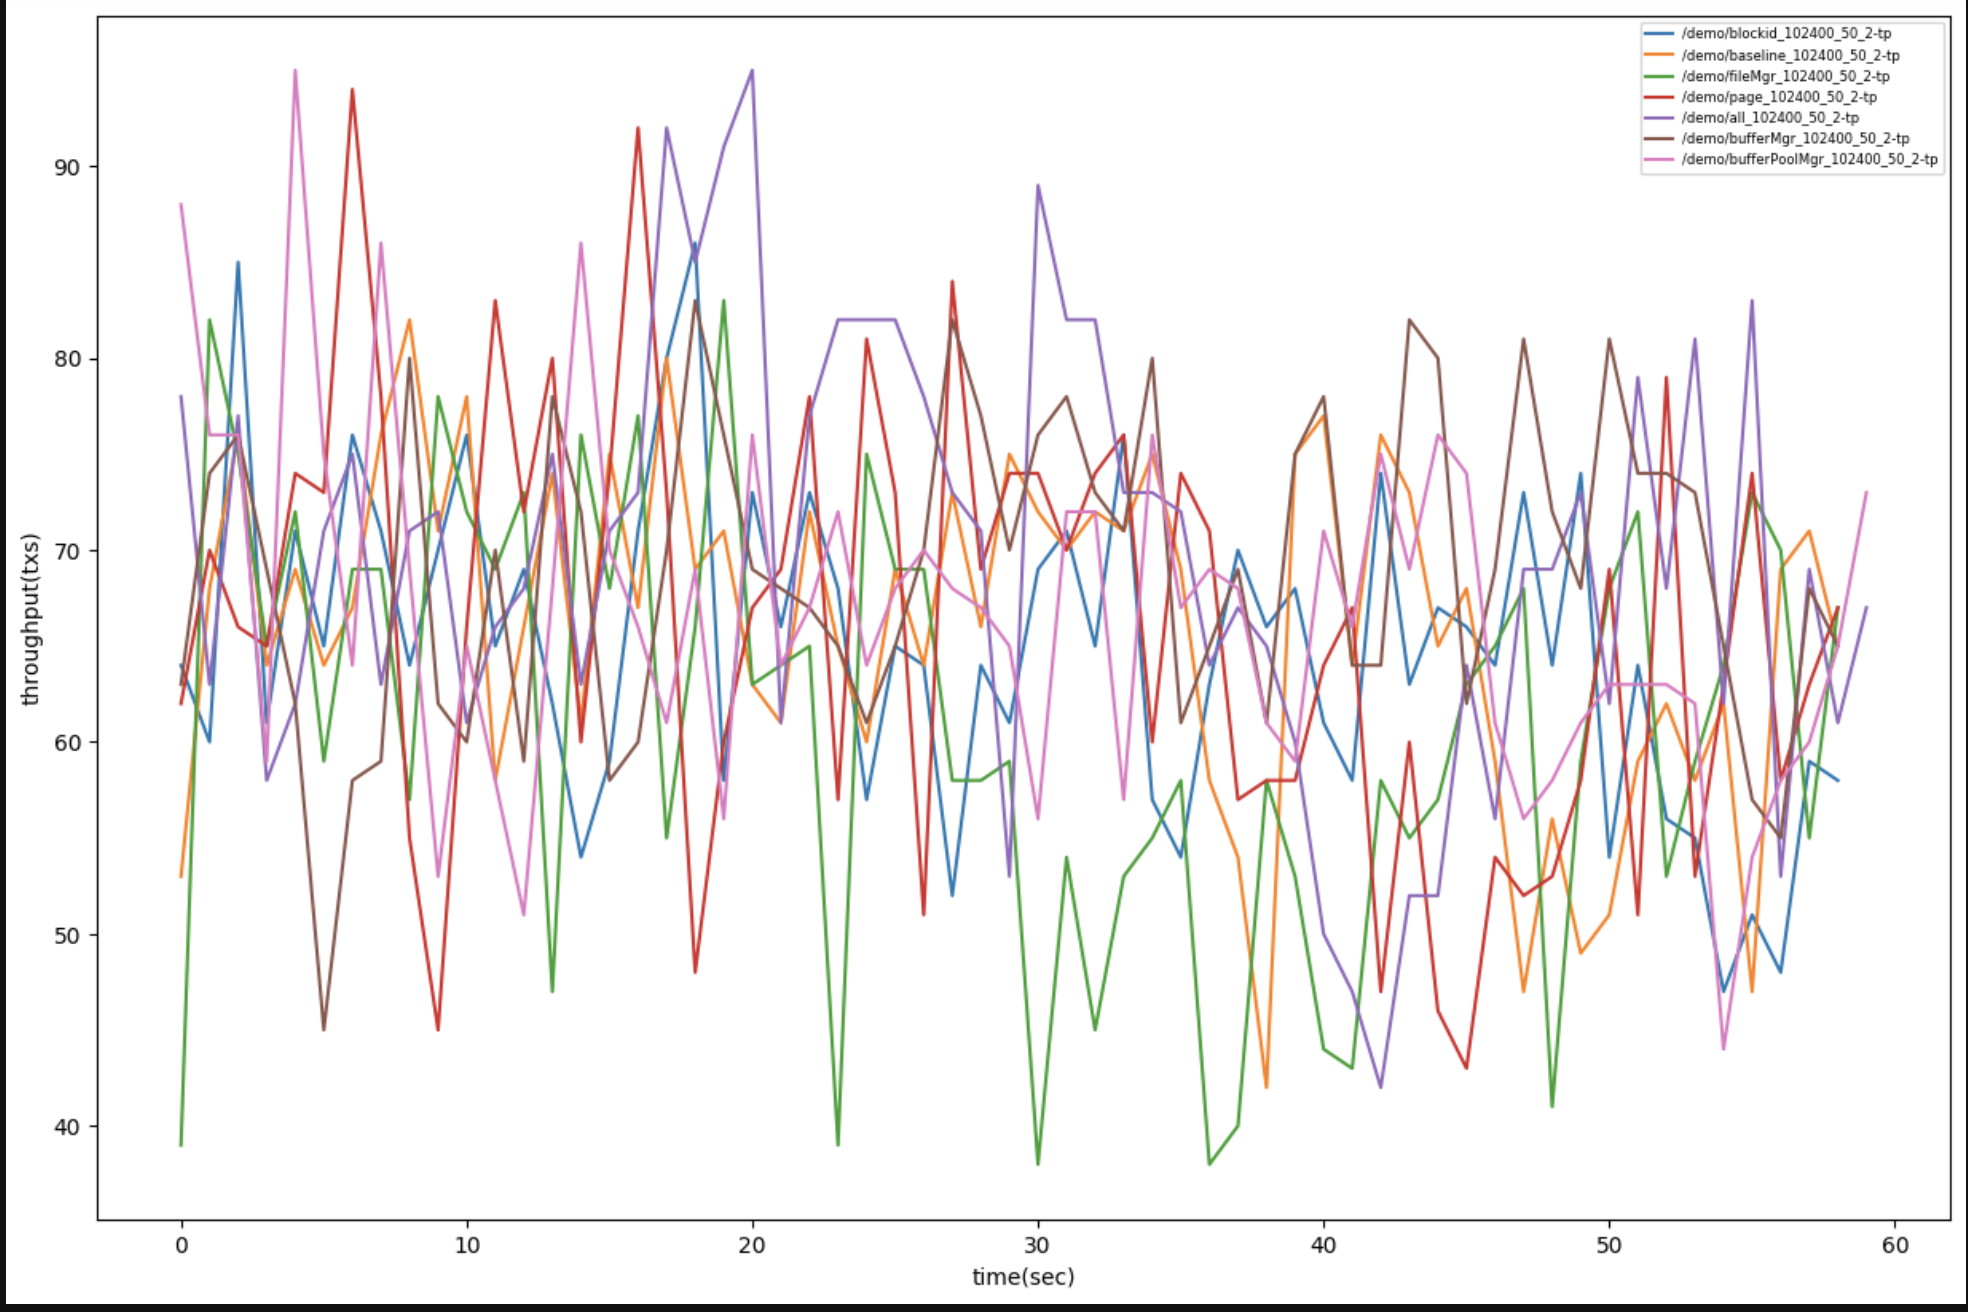 /demo/blockid_102400_50_2-tp
/demo/baseline_102400_50_2-tp
/demo/fileMgr_102400_50_2-tp
/demo/page_102400_50_2-tp
/demo/all_102400_50_2-tp
/demo/bufferMgr_102400_50_2-tp
/demo/bufferPoolMgr_102400_50_2-tp
90
80
70
60
50
40
throughput(txs)
0 10 20 30 40 50 60
time(sec)